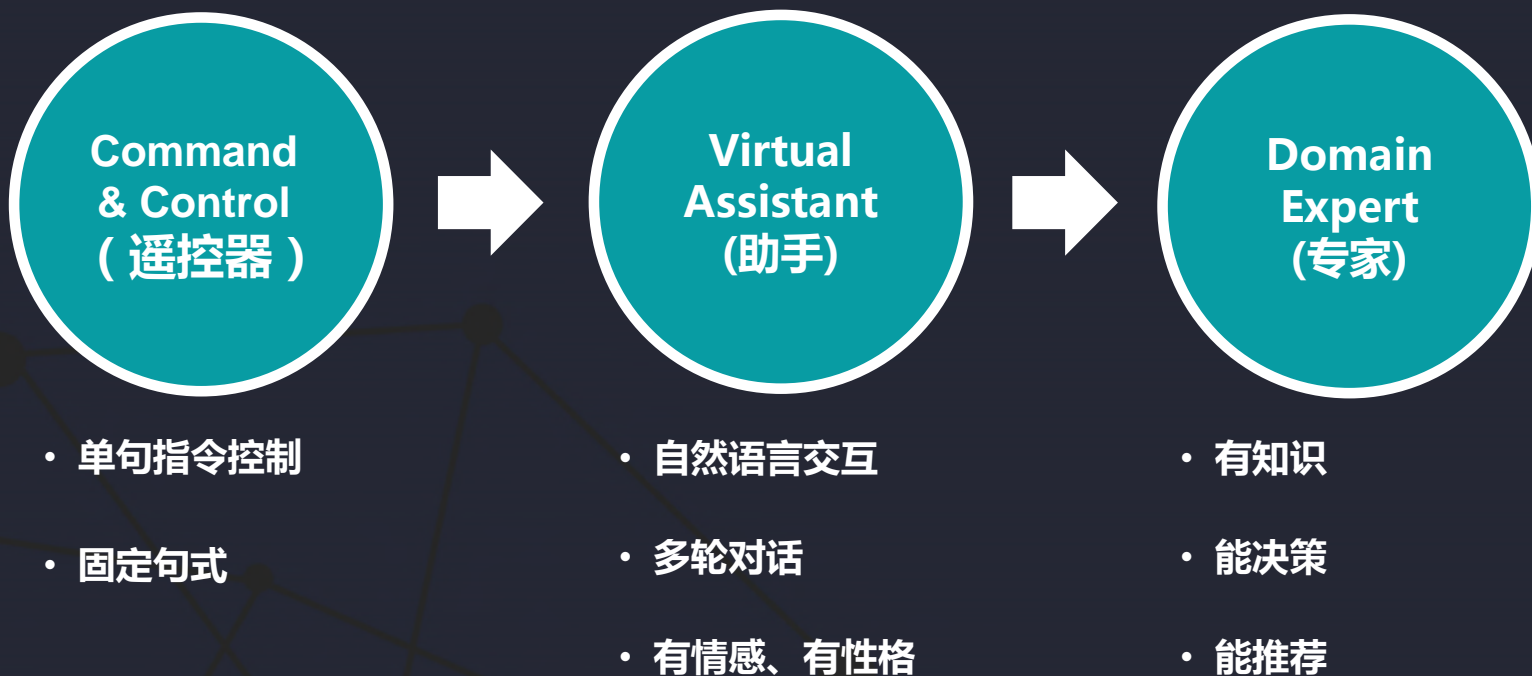 Command
& Control
（遥控器）
Virtual
Assistant
(助手)
Domain
Expert
(专家)
• 单句指令控制
• 固定句式
• 自然语言交互
• 多轮对话
• 有情感、有性格
• 有知识
• 能决策
• 能推荐